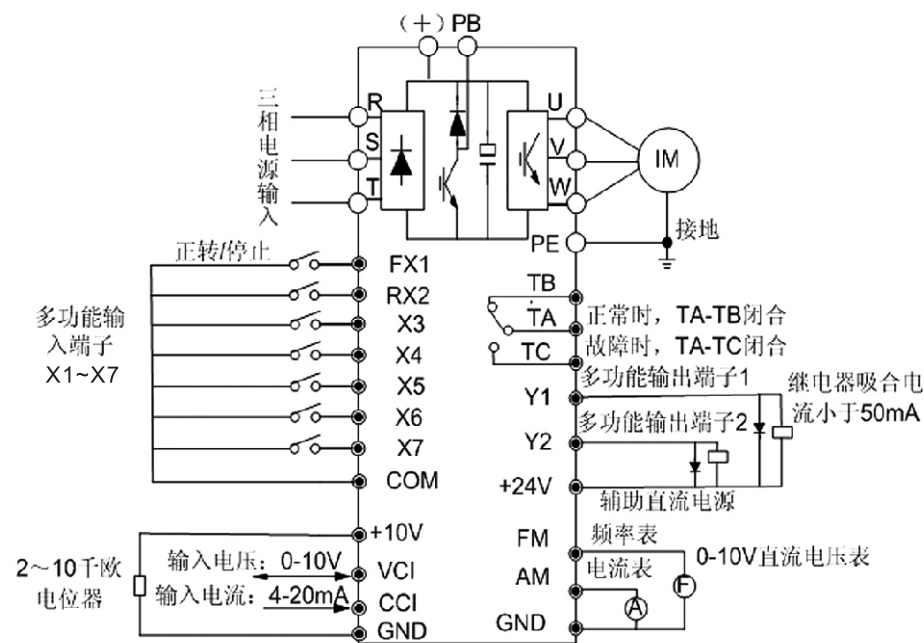 (+) PB
三相电源输入
R
S
T
U
V
W
IM
PE
接地
正转/停止
FX1
RX2
X3
X4
X5
X6
X7
COM
多功能输
入端子
X1~X7
TB
TA
TC
正常时，TA-TB闭合
故障时，TA-TC闭合
多功能输出端子1
Y1
继电器吸合电
流小于50mA
多功能输出端子2
Y2
+24V
辅助直流电源
+10V
输入电压：0-10V
VCI
输入电流：4-20mA
CCI
GND
2～10千欧
电位器
FM
频率表
0-10V直流电压表
F
AM
电流表
A
GND